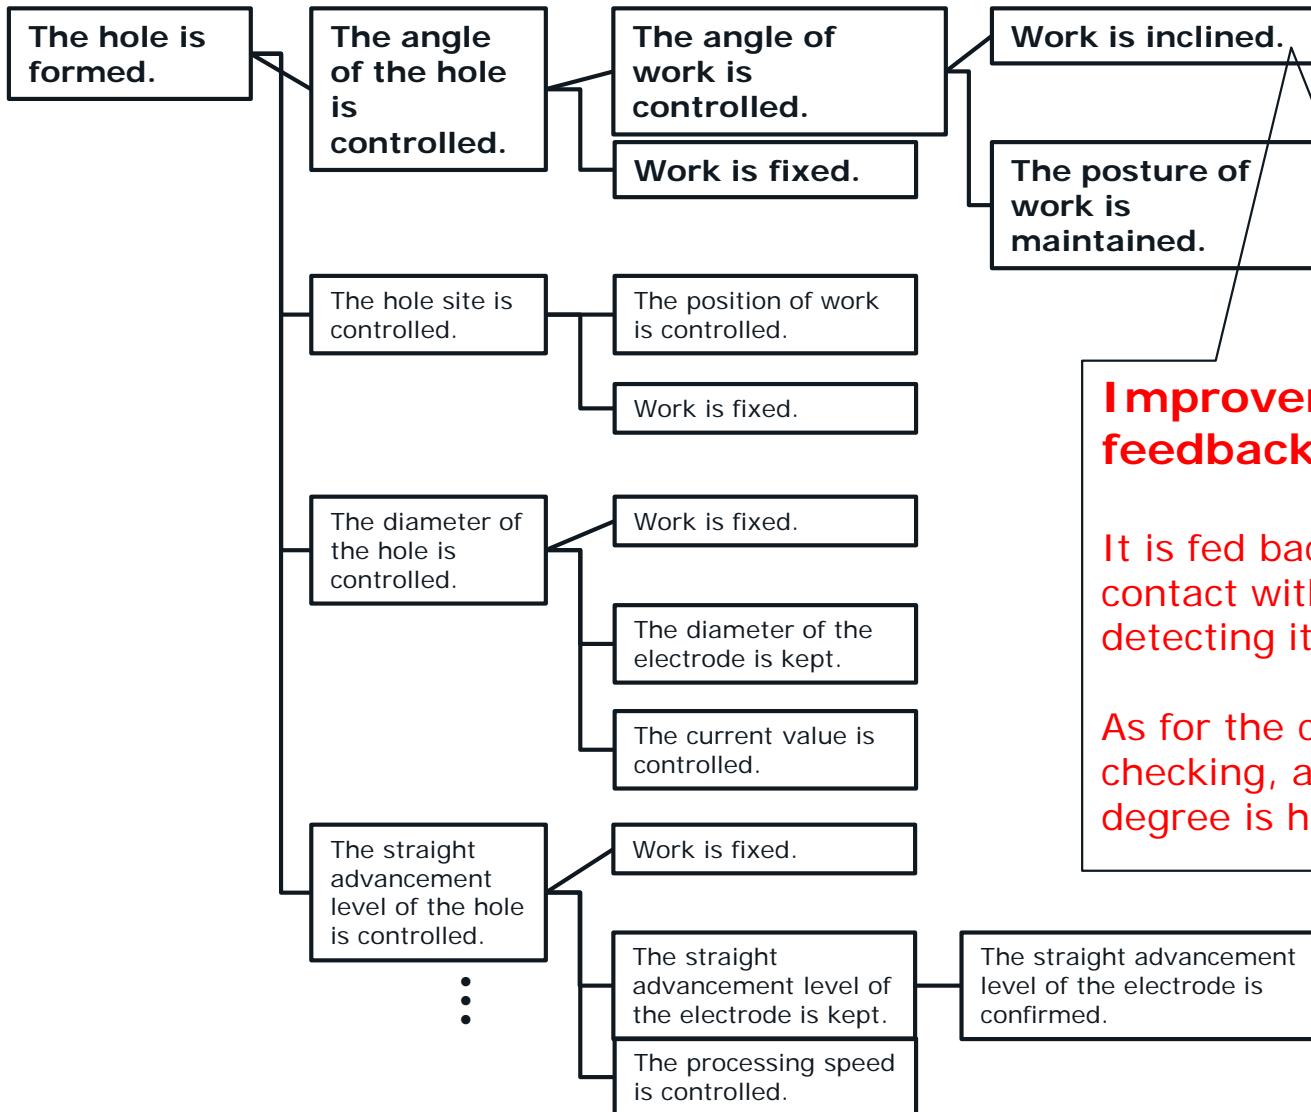 The hole is
formed.
The angle
of the hole
is
controlled.
The angle of
work is
controlled.
Work is inclined.
Work is fixed.
The posture of
work is
maintained.
The hole site is
controlled.
The position of work
is controlled.
Work is fixed.
feedback
It is fed
contact
detecting it
The diameter of
the hole is
controlled.
Work is fixed.
The diameter of the
electrode is kept.
The current value is
controlled.
As for the
checking,
degree is
The straight
advancement
level of the hole
is controlled.
Work is fixed.
The straight
advancement level of
the electrode is kept.
The straight advancement
level of the electrode is
confirmed.
The processing speed
is controlled.